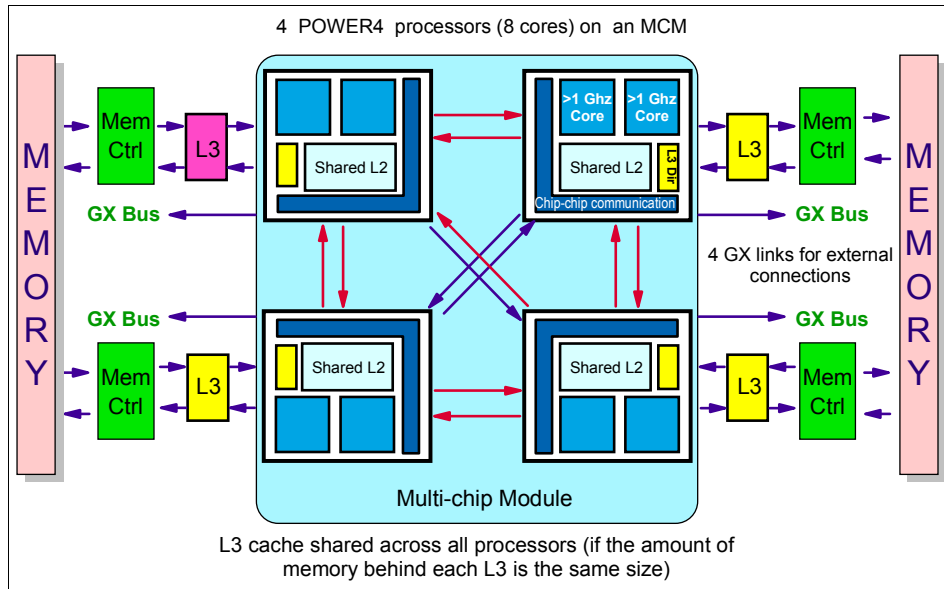 4 POWER4 processors (8 cores) on an MCM
MEMORY
Mem
Ctrl
L3
Shared L2
>1 Ghz
Core
>1 Ghz
Core
Shared L2
L3 Dir
Chip-chip communication
L3
Mem
Ctrl
MEMORY
GX Bus
GX Bus
4 GX links for external
connections
GX Bus
GX Bus
Mem
Ctrl
L3
Shared L2
Shared L2
L3
Mem
Ctrl
Multi-chip Module
L3 cache shared across all processors (if the amount of
memory behind each L3 is the same size)